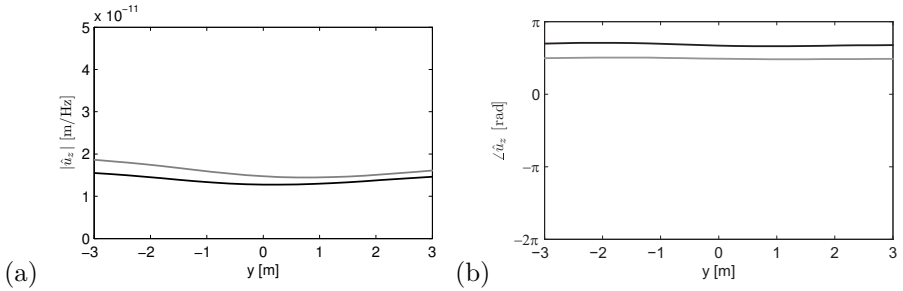 x 10⁻¹¹
5
4
3
2
1
0
|û_z| [m/Hz]
−3 −2 −1 0 1 2 3
y [m]
(a)
π
0
−π
−2π
∠û_z [rad]
−3 −2 −1 0 1 2 3
y [m]
(b)